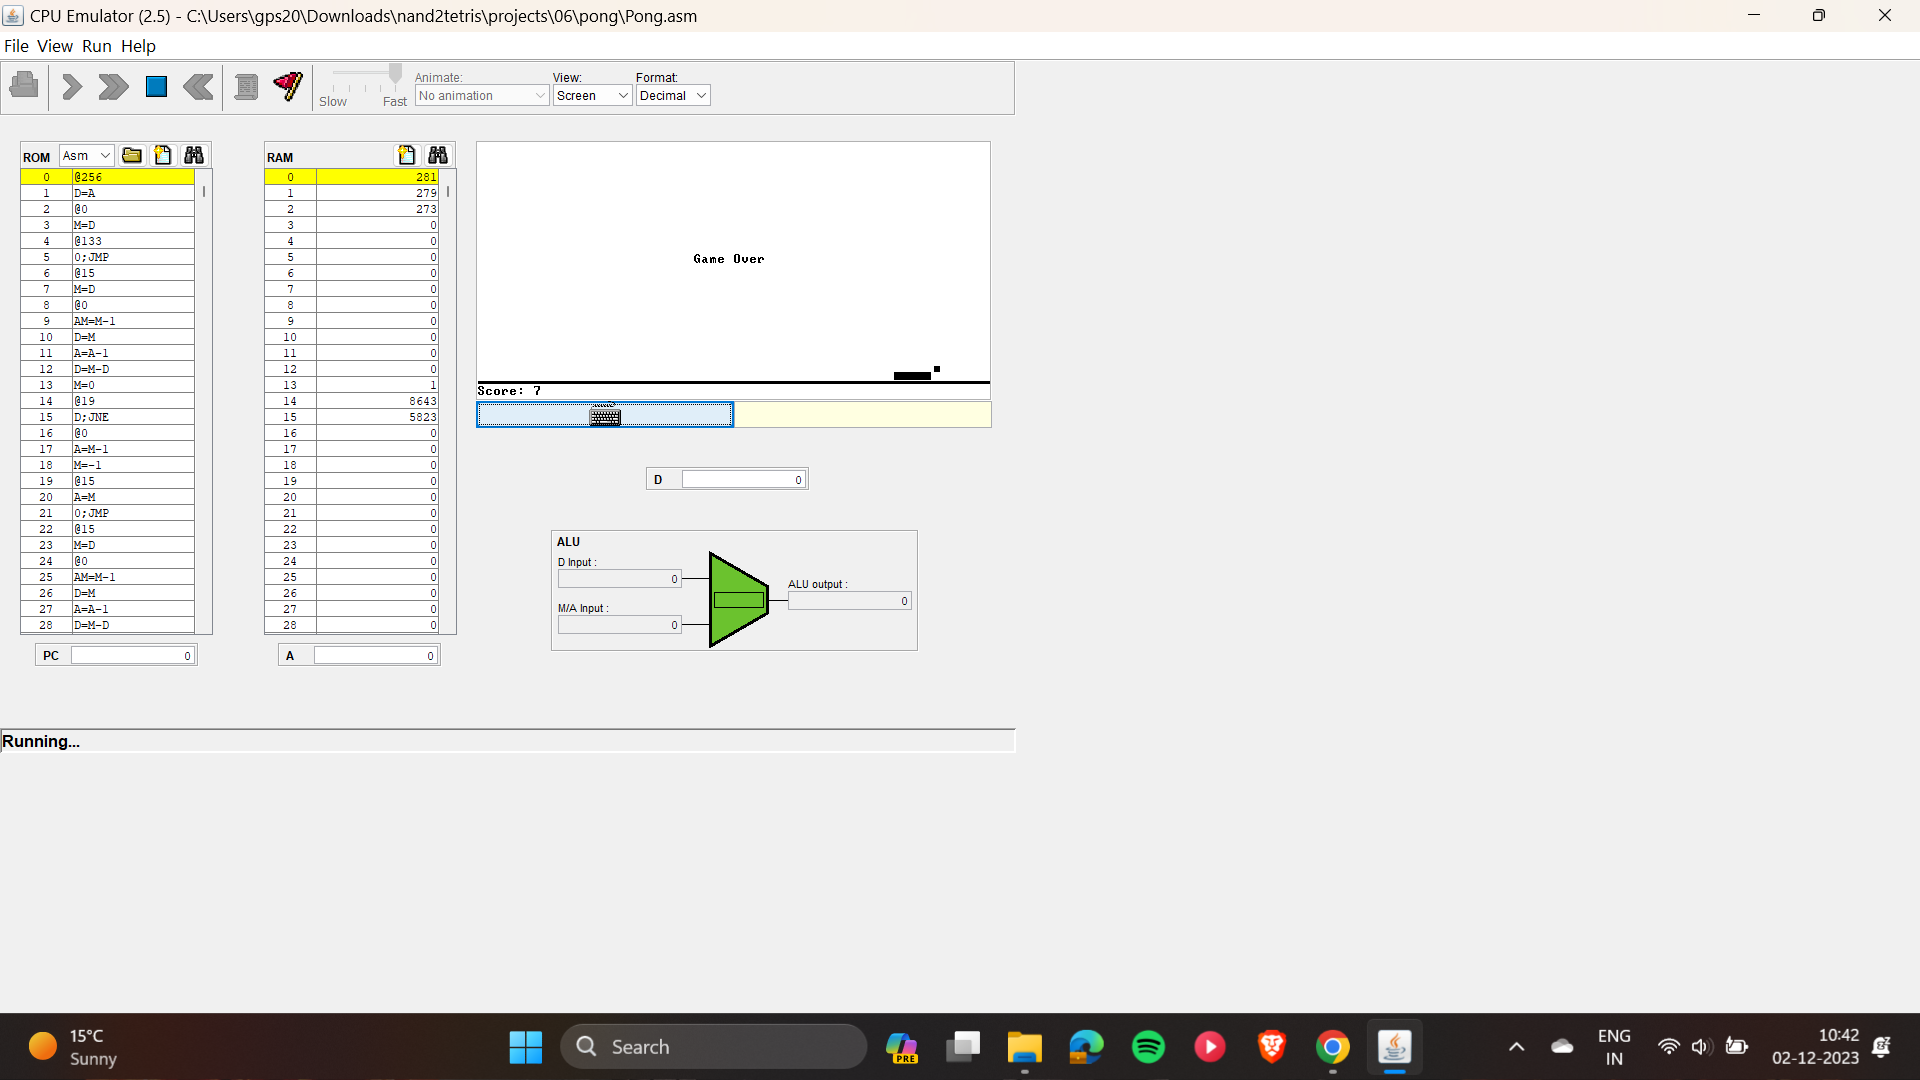 CPU Emulator (2.5) - C:\Users\gps20\Downloads\nand2tetris\projects\06\pong\Pong.asm
File View Run Help
Slow Fast
Animate:
No animation
View:
Screen
Format:
Decimal
ROM Asm
0 @256
1 D=A
2 @0
3 M=D
4 @133
5 0;JMP
6 @15
7 M=D
8 @0
9 AM=M-1
10 D=M
11 A=A-1
12 D=M-D
13 M=0
14 @19
15 D;JNE
16 @0
17 A=M-1
18 M=-1
19 @15
20 A=M
21 0;JMP
22 @15
23 M=D
24 @0
25 AM=M-1
26 D=M
27 A=A-1
28 D=M-D
PC 0
RAM
0 281
1 279
2 273
3 0
4 0
5 0
6 0
7 0
8 0
9 0
10 0
11 0
12 0
13 1
14 8643
15 5823
16 0
17 0
18 0
19 0
20 0
21 0
22 0
23 0
24 0
25 0
26 0
27 0
28 0
A 0
Game Over
Score: 7
D 0
ALU
D Input :
0
M/A Input :
0
ALU output :
0
Running...
15°C
Sunny
Search
PRE
ENG
IN
10:42
02-12-2023